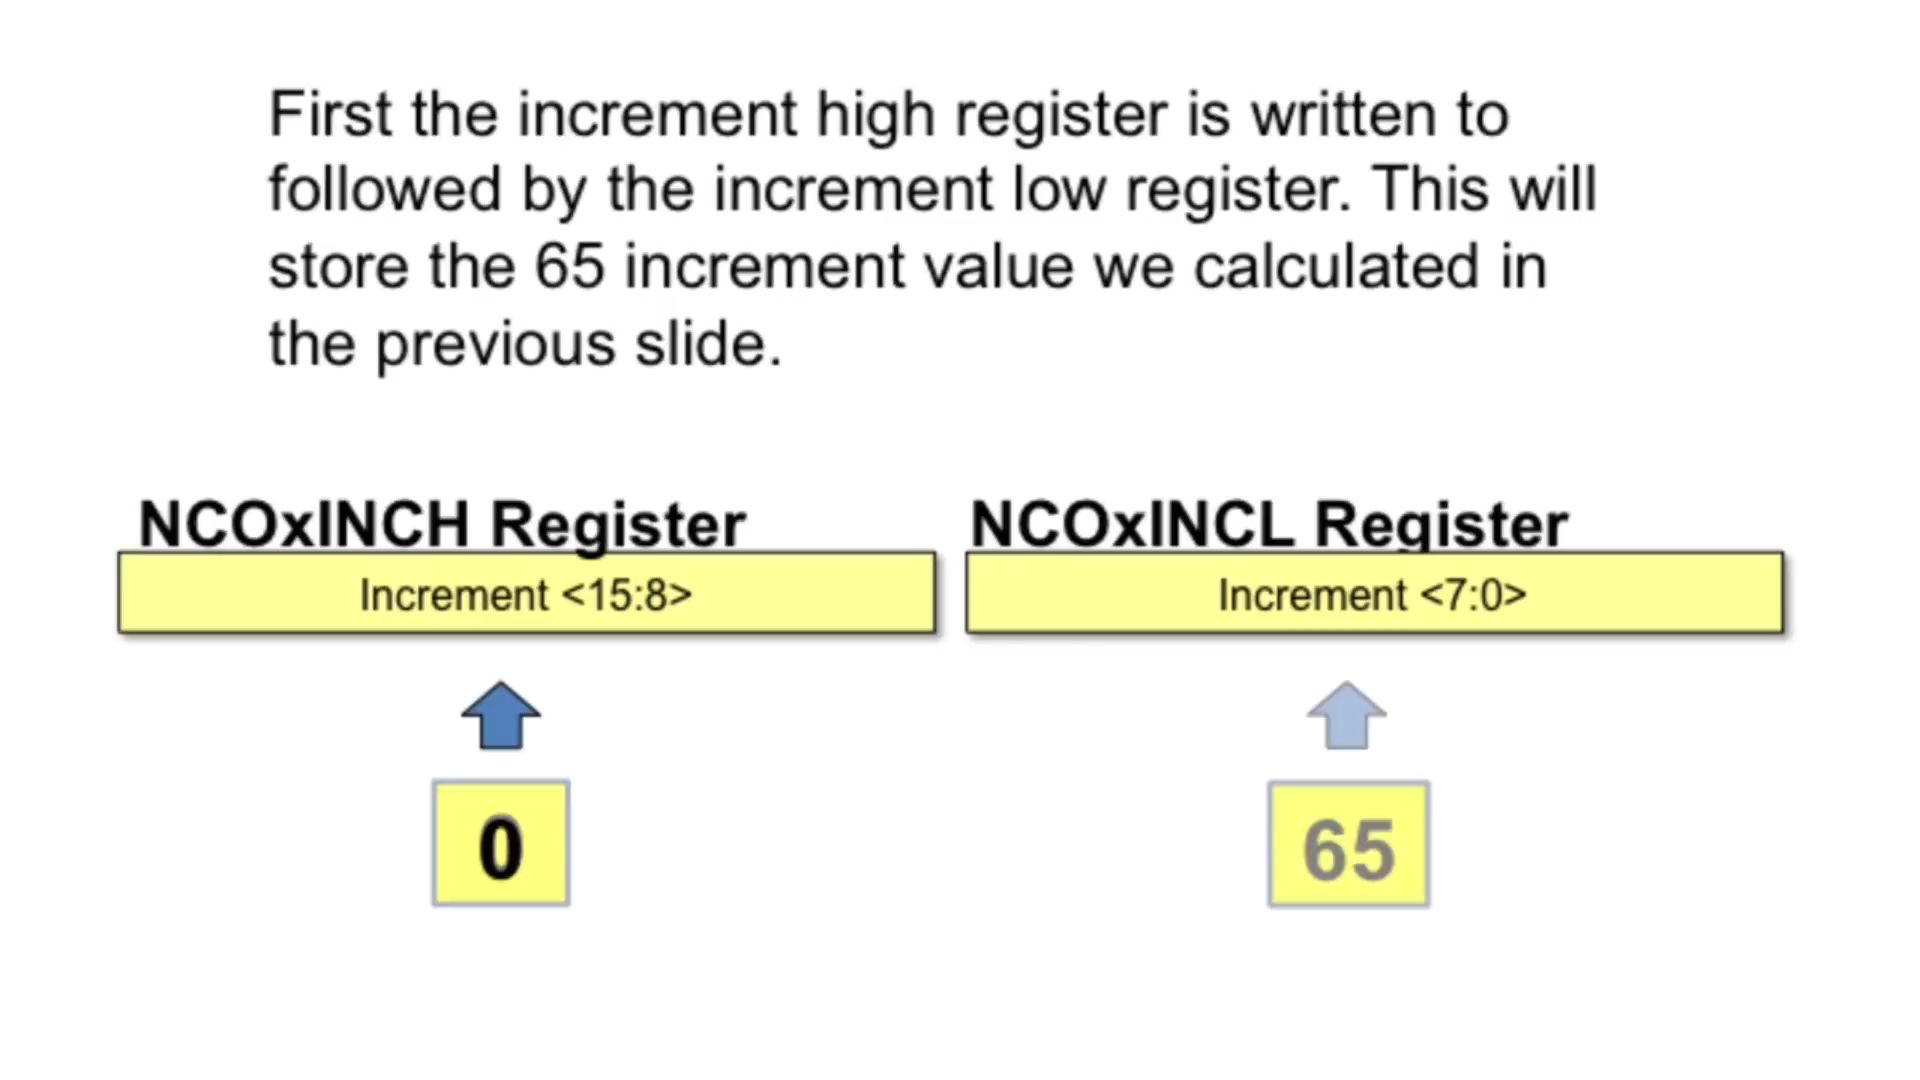 First the increment high register is written to
followed by the increment low register. This will
store the 65 increment value we calculated in
the previous slide.
NCOxINCH Register
NCOxINCL Register
Increment <15:8>
Increment <7:0>
0
65